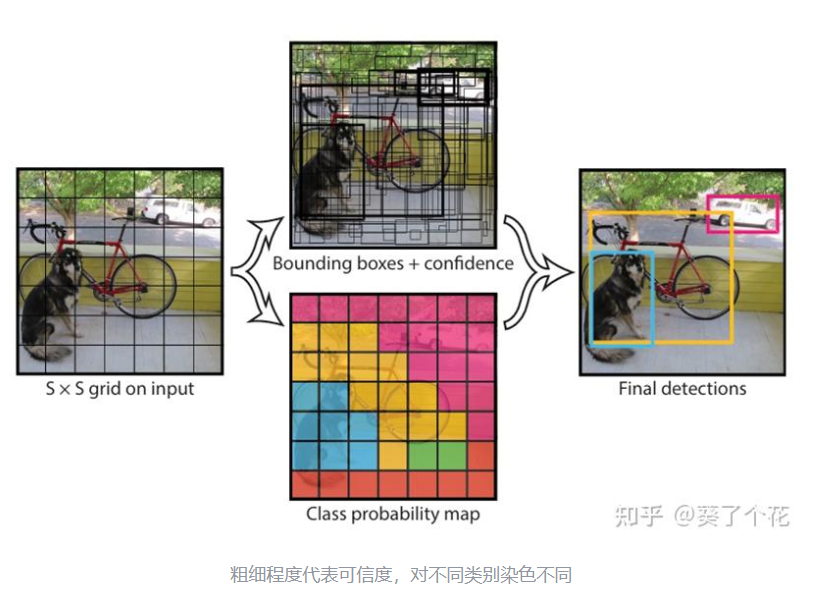 Bounding boxes + confidence
S × S grid on input
Final detections
Class probability map
知乎 @葵了个花
粗细程度代表可信度，对不同类别染色不同